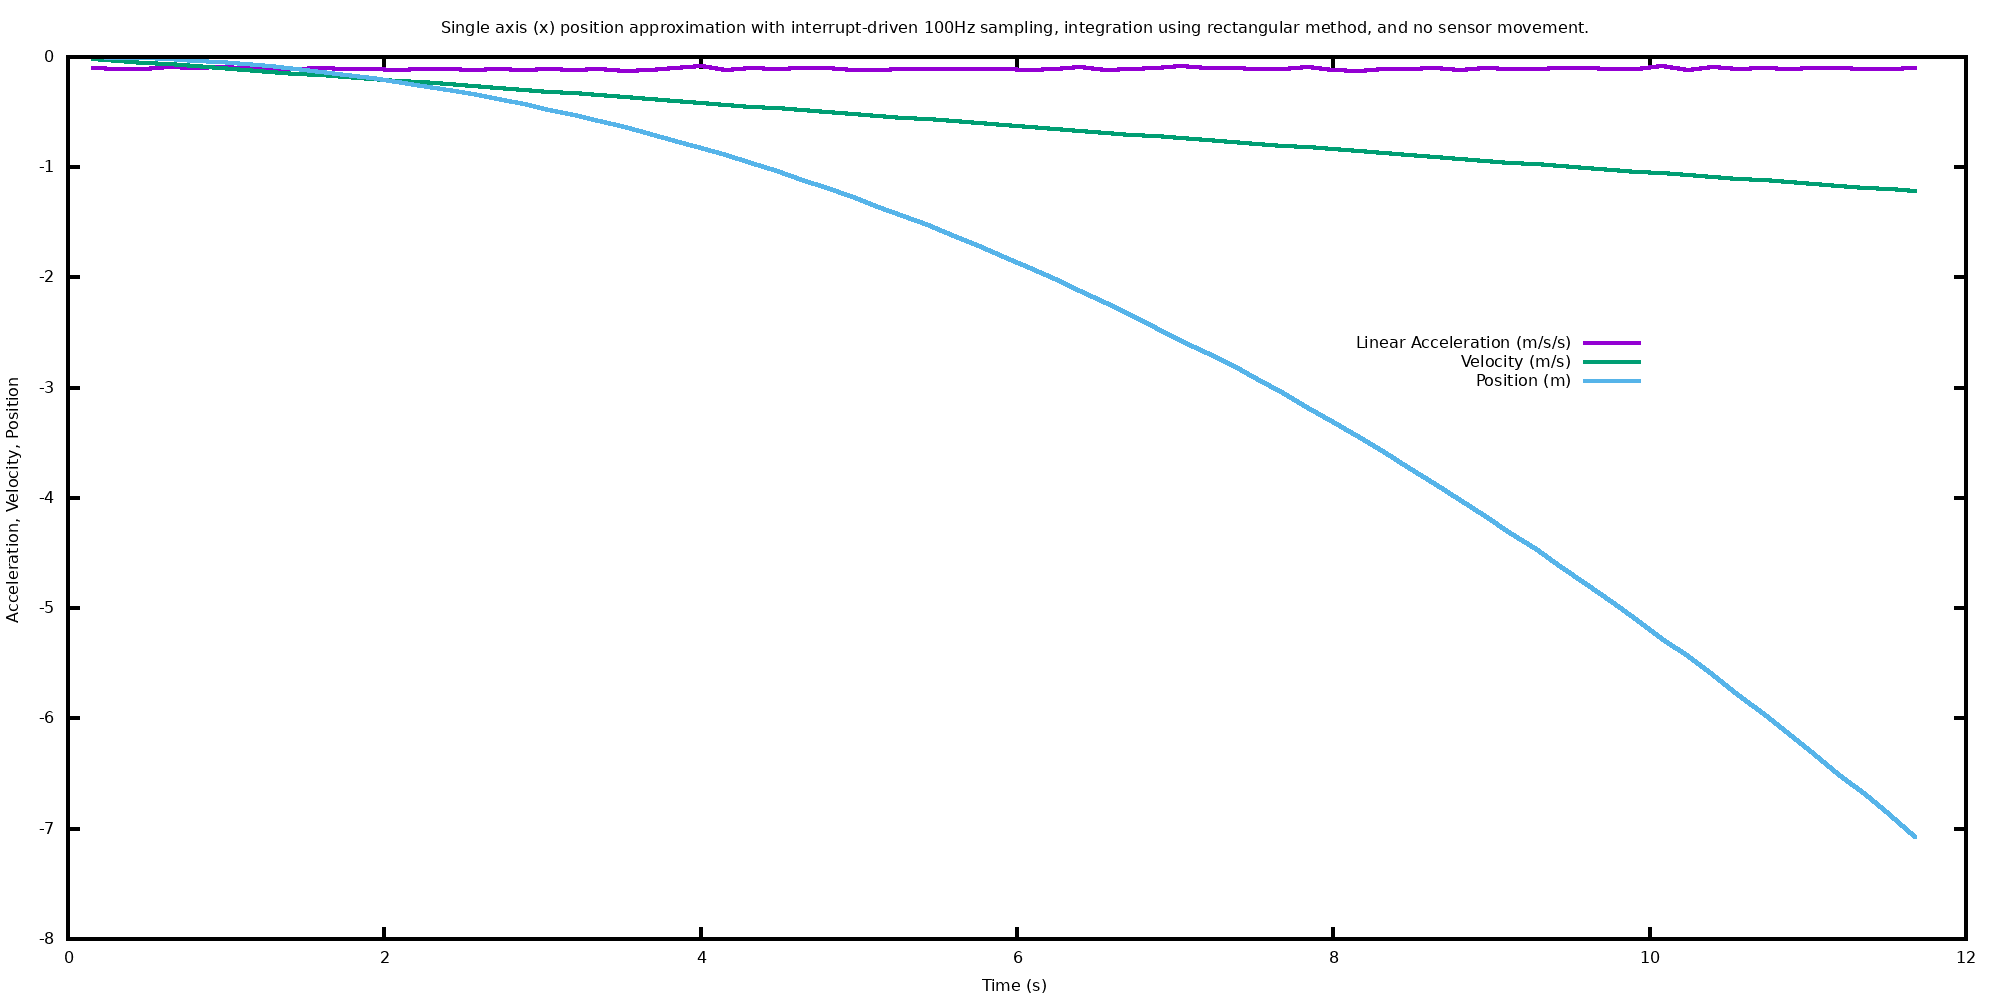 Single axis (x) position approximation with interrupt-driven 100Hz sampling, integration using rectangular method, and no sensor movement.
0
-1
-2
-3
-4
-5
-6
-7
-8
Acceleration, Velocity, Position
Linear Acceleration (m/s/s)
Velocity (m/s)
Position (m)
0 2 4 6 8 10 12
Time (s)